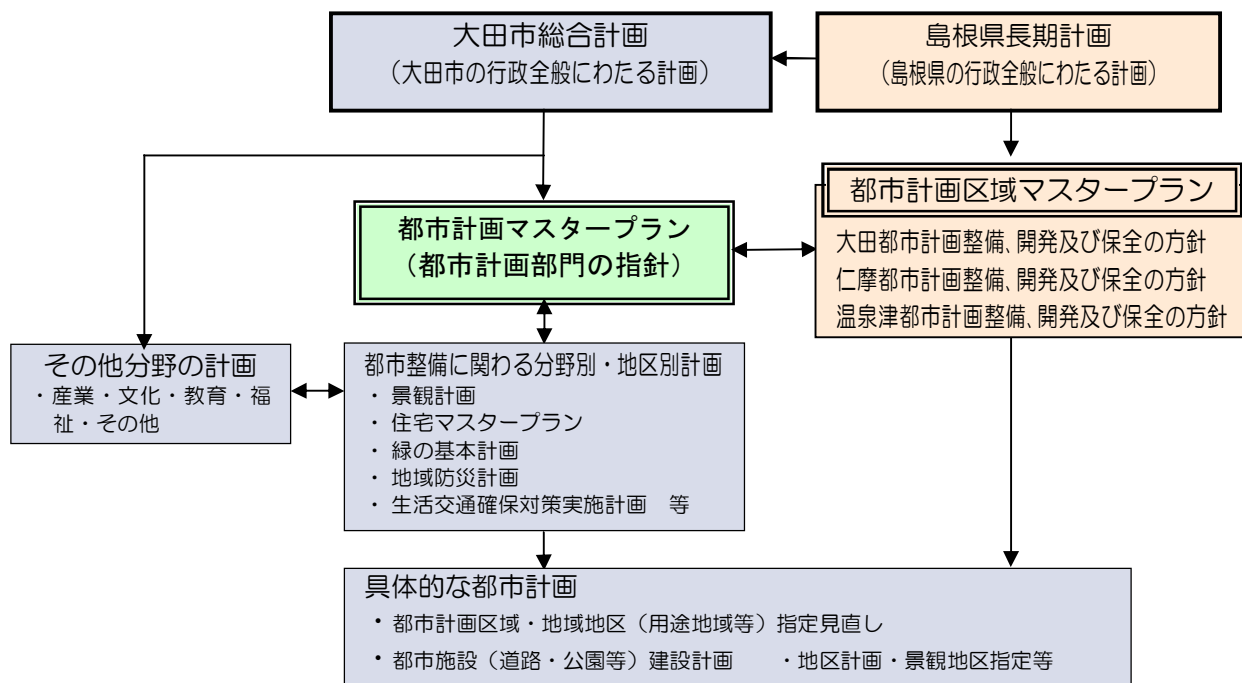 大田市総合計画
（大田市の行政全般にわたる計画）
島根県長期計画
（島根県の行政全般にわたる計画）
都市計画区域マスタープラン
大田都市計画整備、開発及び保全の方針
仁摩都市計画整備、開発及び保全の方針
温泉津都市計画整備、開発及び保全の方針
都市計画マスタープラン
（都市計画部門の指針）
その他分野の計画
・産業・文化・教育・福
祉・その他
都市整備に関わる分野別・地区別計画
・ 景観計画
・ 住宅マスタープラン
・ 緑の基本計画
・ 地域防災計画
・ 生活交通確保対策実施計画　等
具体的な都市計画
・ 都市計画区域・地域地区（用途地域等）指定見直し
・ 都市施設（道路・公園等）建設計画　　・地区計画・景観地区指定等